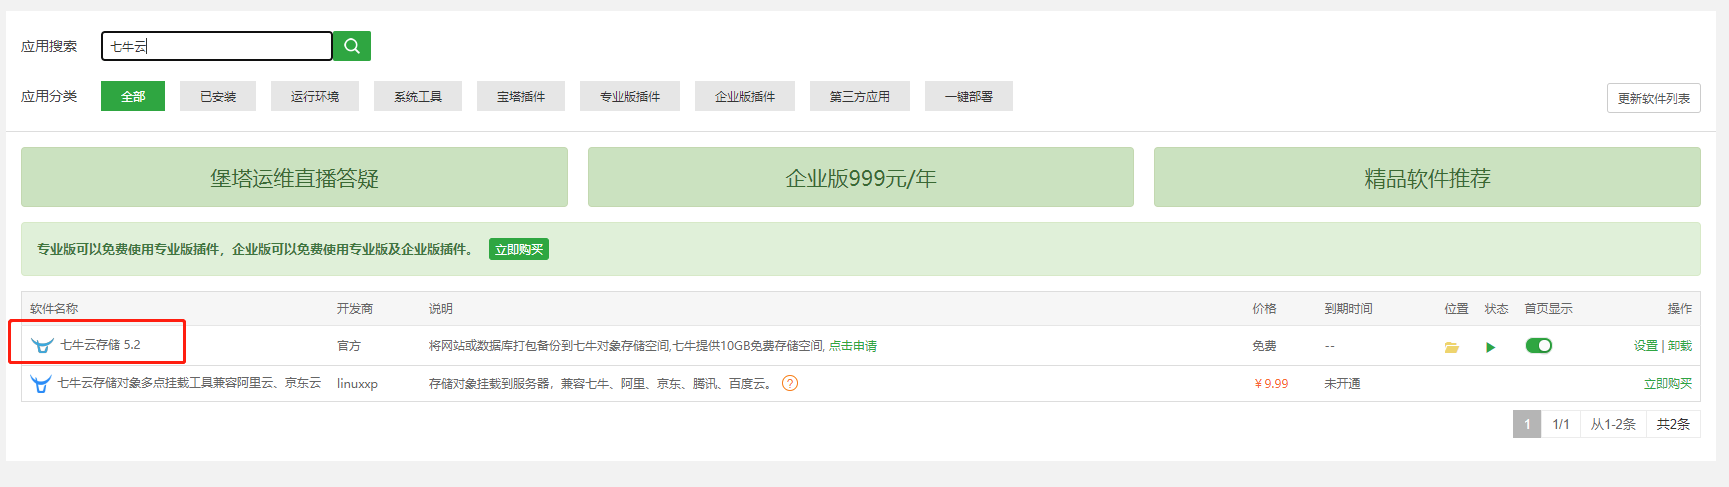 应用搜索 七牛云
应用分类 全部 已安装 运行环境 系统工具 宝塔插件 专业版插件 企业版插件 第三方应用 一键部署 更新软件列表
堡塔运维直播答疑 企业版999元/年 精品软件推荐
专业版可以免费使用专业版插件，企业版可以免费使用专业版及企业版插件。 立即购买
软件名称 开发商 说明 价格 到期时间 位置 状态 首页显示 操作
七牛云存储 5.2 官方 将网站或数据库打包备份到七牛对象存储空间,七牛提供10GB免费存储空间, 点击申请 免费 -- 设置 | 卸载
七牛云存储对象多点挂载工具兼容阿里云、京东云 linuxxp 存储对象挂载到服务器，兼容七牛、阿里、京东、腾讯、百度云。 ? ￥9.99 未开通 立即购买
1 1/1 从1-2条 共2条